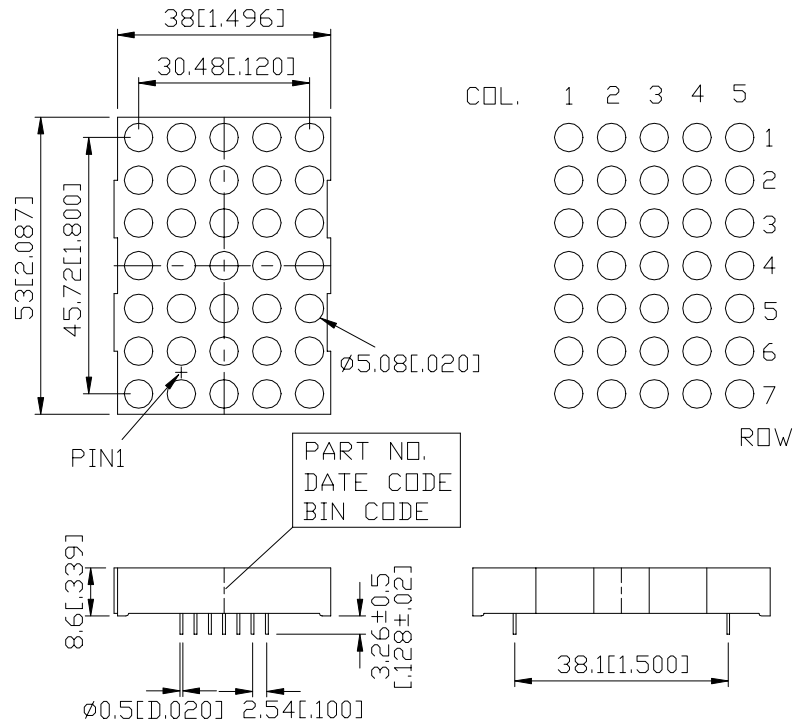 38[1.496]
30.48[.120]
COL. 1 2 3 4 5
1
2
3
4
5
6
7
ROW
53[2.087]
45.72[1.800]
Ø5.08[.020]
PIN1
PART NO.
DATE CODE
BIN CODE
8.6[.339]
3.26±0.5
[.128±.02]
Ø0.5[D.020]
2.54[.100]
38.1[1.500]